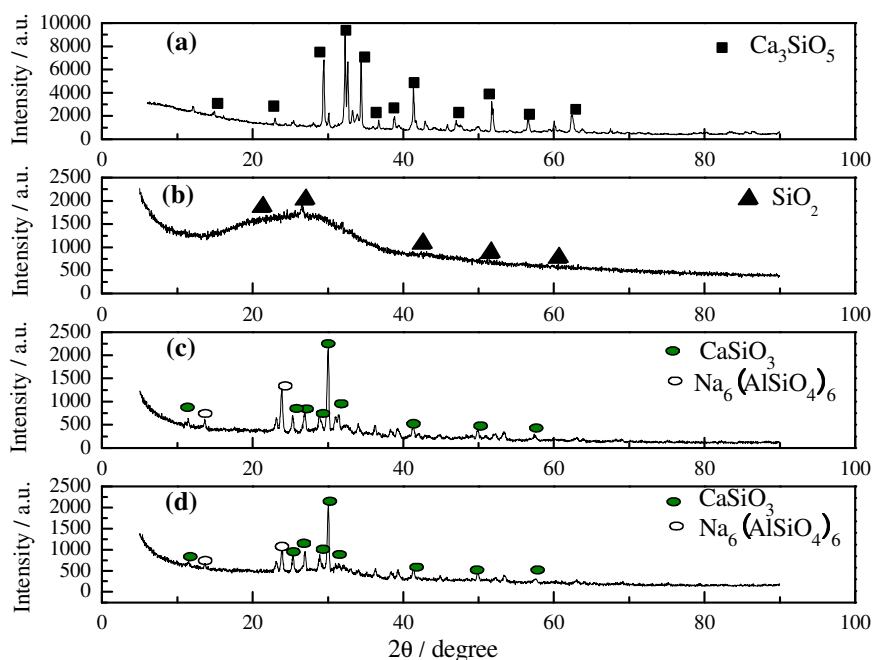 Intensity / a.u.
10000
8000
6000
4000
2000
0
(a)
Ca3SiO5
0 20 40 60 80 100
Intensity / a.u.
2500
2000
1500
1000
500
0
(b)
SiO2
0 20 40 60 80 100
Intensity / a.u.
2500
2000
1500
1000
500
0
(c)
CaSiO3
Na6(AlSiO4)6
0 20 40 60 80 100
Intensity / a.u.
2500
2000
1500
1000
500
0
(d)
CaSiO3
Na6(AlSiO4)6
0 20 40 60 80 100
2θ / degree